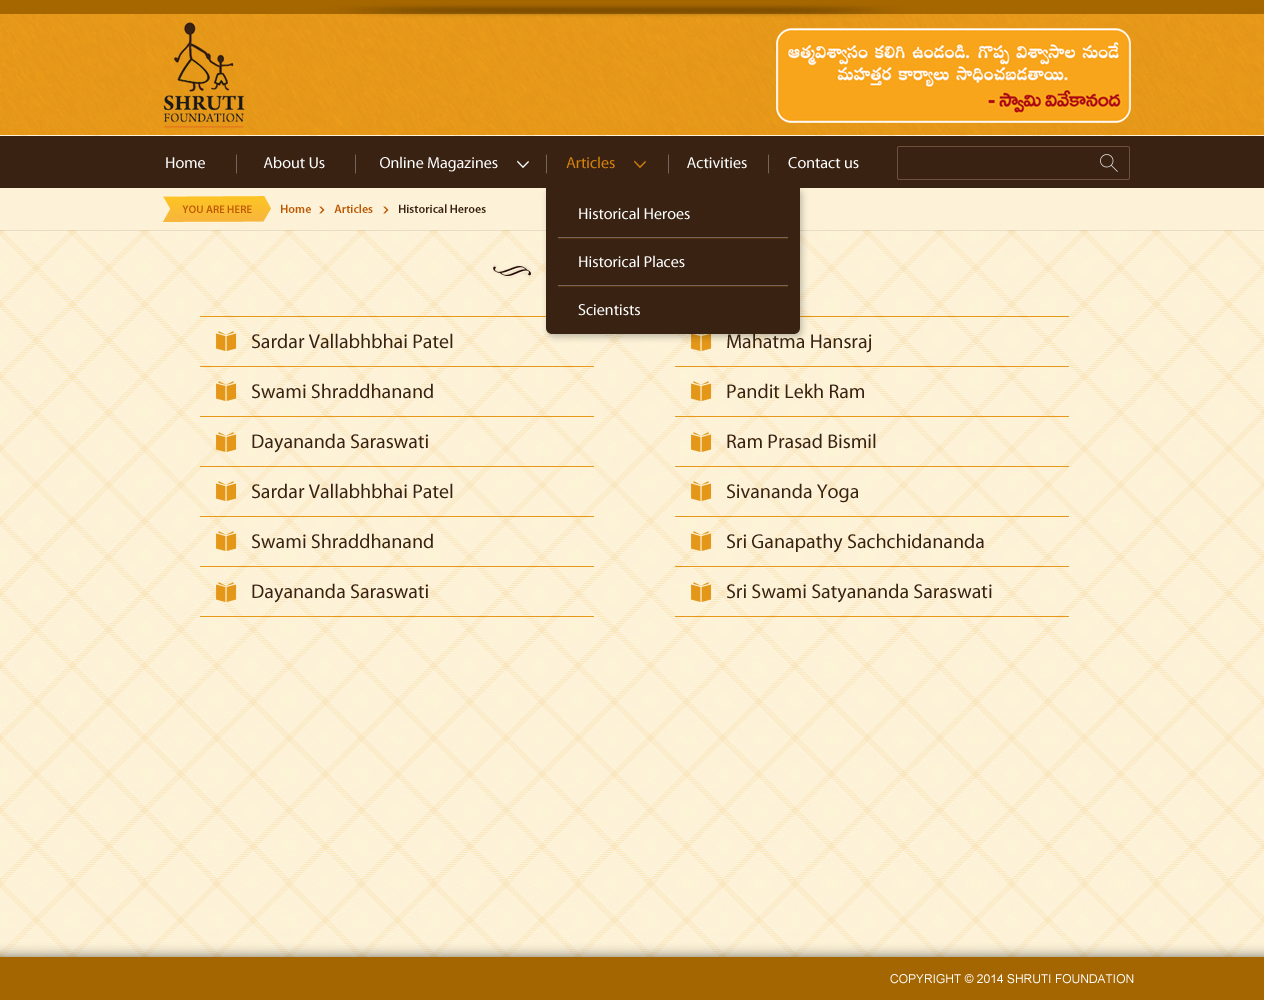 SHRUTI
FOUNDATION
ఆత్మవిశ్వాసం కలిగి ఉండండి. గొప్ప విశ్వాసాల నుండే
మహత్తర కార్యాలు సాధించబడతాయి.
- స్వామి వివేకానంద
Home About Us Online Magazines Articles Activities Contact us
YOU ARE HERE Home Articles Historical Heroes
Historical Heroes
Historical Places
Scientists
Sardar Vallabhbhai Patel
Swami Shraddhanand
Dayananda Saraswati
Sardar Vallabhbhai Patel
Swami Shraddhanand
Dayananda Saraswati
Mahatma Hansraj
Pandit Lekh Ram
Ram Prasad Bismil
Sivananda Yoga
Sri Ganapathy Sachchidananda
Sri Swami Satyananda Saraswati
COPYRIGHT © 2014 SHRUTI FOUNDATION